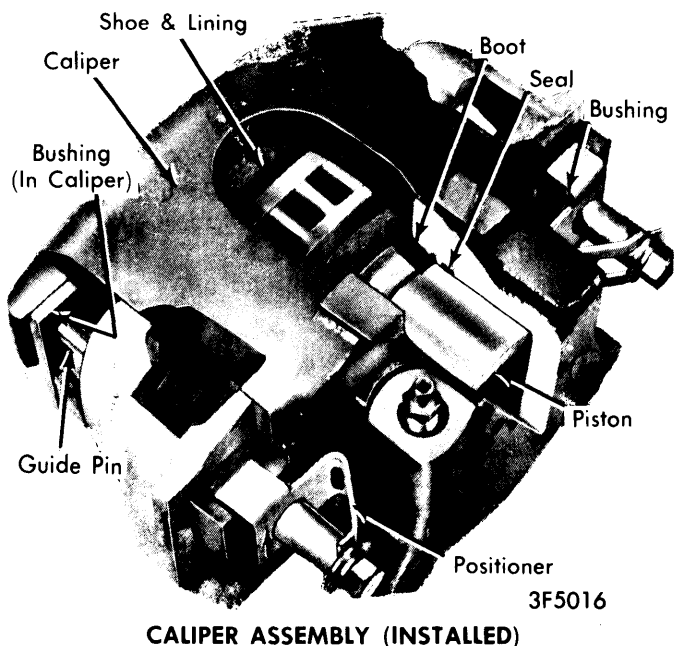 Shoe & Lining
Caliper
Boot
Seal
Bushing
Bushing
(In Caliper)
Guide Pin
Piston
Positioner
3F5016
CALIPER ASSEMBLY (INSTALLED)